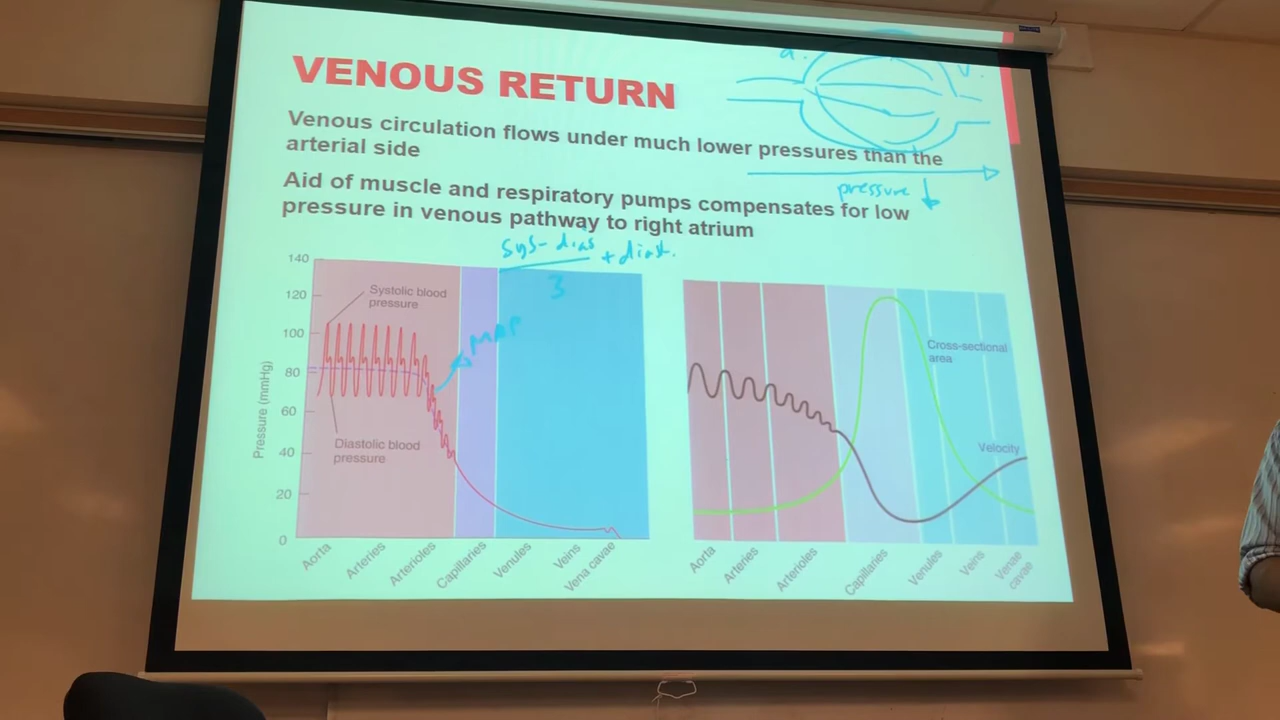 a.
v.
VENOUS RETURN
Venous circulation flows under much lower pressures than the
arterial side
pressure ↓
Aid of muscle and respiratory pumps compensates for low
pressure in venous pathway to right atrium
sys-dias + diast.
3
MAP
140
120
100
80
60
40
20
0
Pressure (mmHg)
Systolic blood
pressure
Diastolic blood
pressure
Aorta
Arteries
Arterioles
Capillaries
Venules
Veins
Vena cavae
Cross-sectional
area
Velocity
Aorta
Arteries
Arterioles
Capillaries
Venules
Veins
Venae
cavae